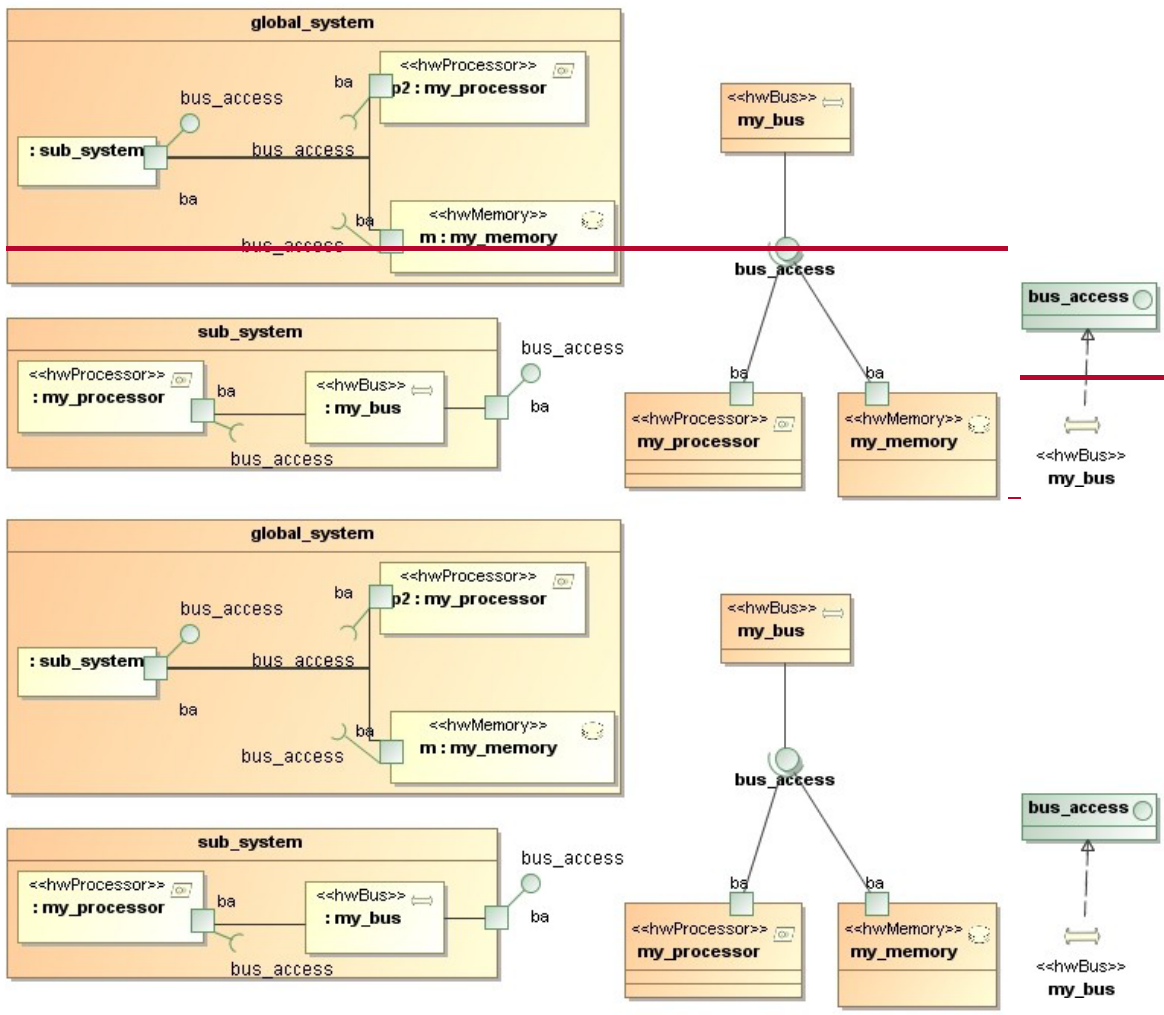 global_system
<<hwProcessor>>
p2 : my_processor
ba
bus_access
: sub_system
bus_access
ba
ba
<<hwMemory>>
m : my_memory
bus_access
<<hwBus>>
my_bus
bus_access
ba
ba
<<hwProcessor>>
my_processor
<<hwMemory>>
my_memory
bus_access
<<hwBus>>
my_bus
sub_system
<<hwProcessor>>
: my_processor
ba
<<hwBus>>
: my_bus
bus_access
ba
bus_access
global_system
<<hwProcessor>>
p2 : my_processor
ba
bus_access
: sub_system
bus_access
ba
ba
<<hwMemory>>
m : my_memory
bus_access
<<hwBus>>
my_bus
bus_access
ba
ba
<<hwProcessor>>
my_processor
<<hwMemory>>
my_memory
bus_access
<<hwBus>>
my_bus
sub_system
<<hwProcessor>>
: my_processor
ba
<<hwBus>>
: my_bus
bus_access
ba
bus_access